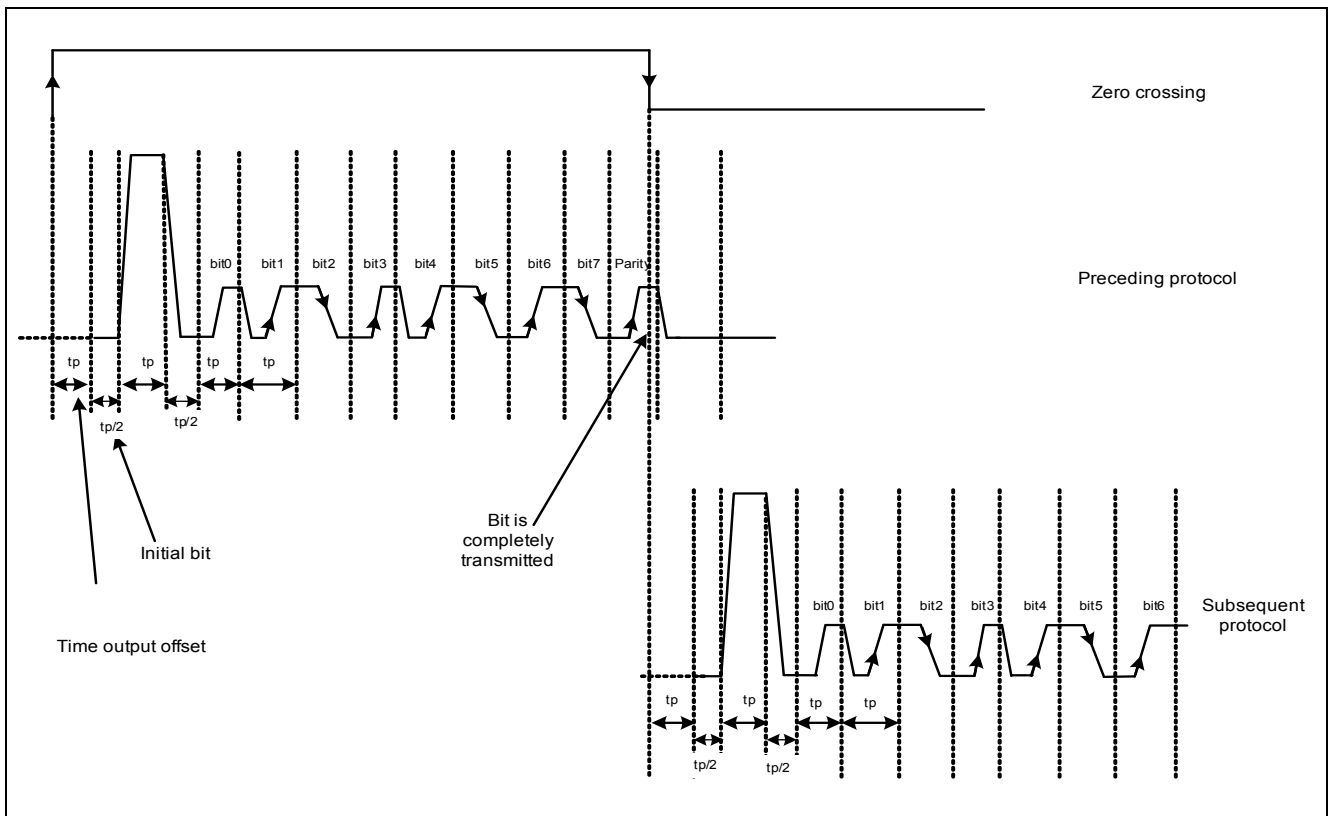 Zero crossing
bit0 bit1 bit2 bit3 bit4 bit5 bit6 bit7 Parity
Preceding protocol
tp tp tp tp
tp/2 tp/2
Initial bit
Bit is
completely
transmitted
Time output offset
bit0 bit1 bit2 bit3 bit4 bit5 bit6
Subsequent
protocol
tp tp tp tp
tp/2 tp/2